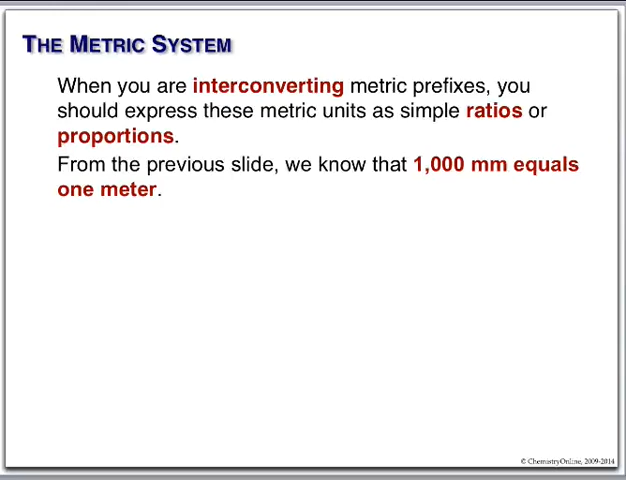 THE METRIC SYSTEM
When you are interconverting metric prefixes, you
should express these metric units as simple ratios or
proportions.
From the previous slide, we know that 1,000 mm equals
one meter.
© ChemistryOnline, 2009-2014